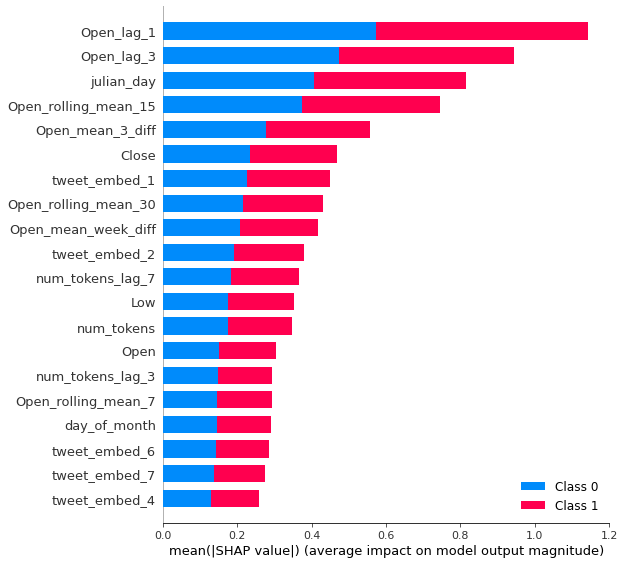 Open_lag_1
Open_lag_3
julian_day
Open_rolling_mean_15
Open_mean_3_diff
Close
tweet_embed_1
Open_rolling_mean_30
Open_mean_week_diff
tweet_embed_2
num_tokens_lag_7
Low
num_tokens
Open
num_tokens_lag_3
Open_rolling_mean_7
day_of_month
tweet_embed_6
tweet_embed_7
tweet_embed_4
Class 0
Class 1
0.0 0.2 0.4 0.6 0.8 1.0 1.2
mean(|SHAP value|) (average impact on model output magnitude)